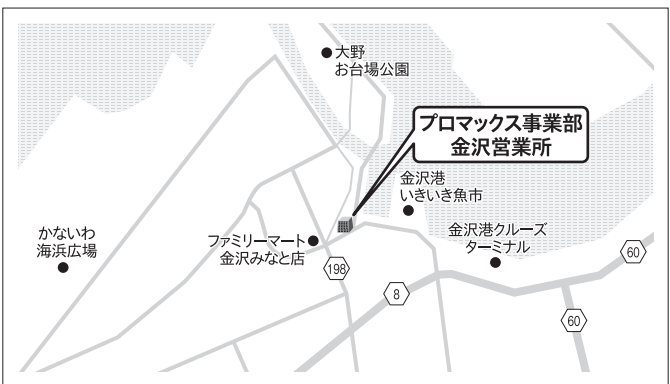 大野
お台場公園
プロマックス事業部
金沢営業所
金沢港
いきいき魚市
かないわ
海浜広場
ファミリーマート
金沢みなと店
金沢港クルーズ
ターミナル
198
8
60
60